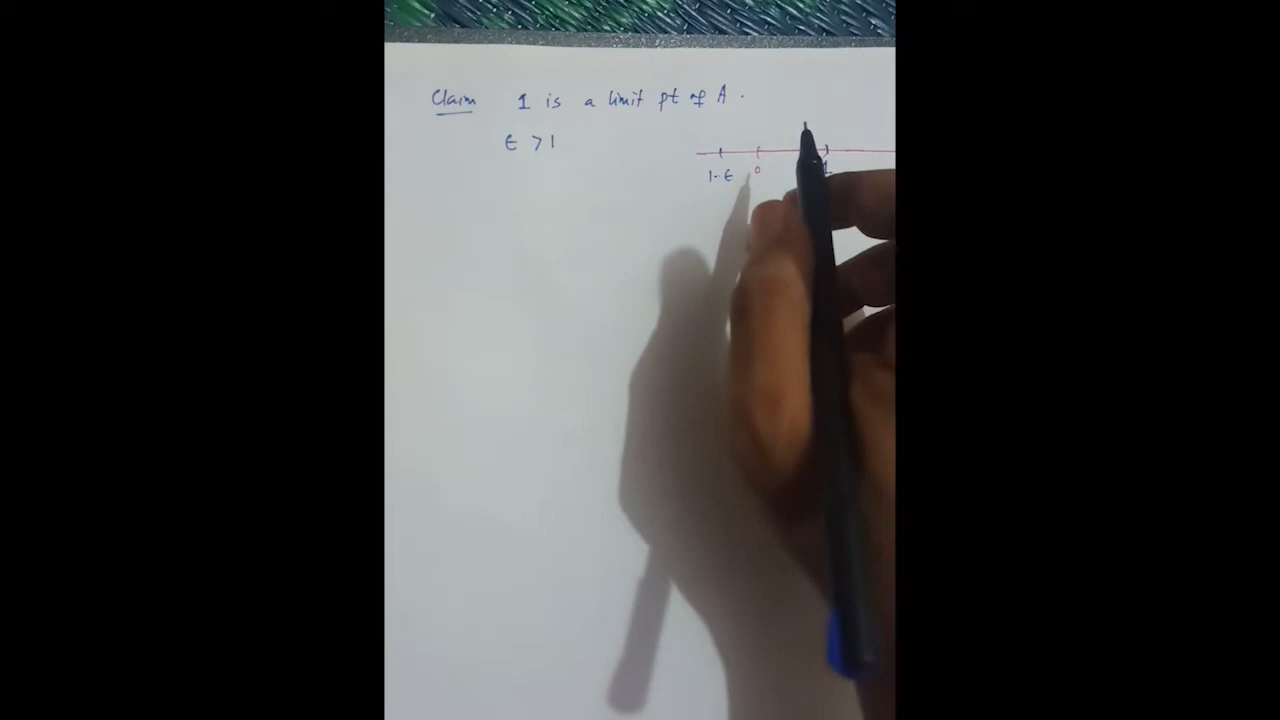 Claim 1 is a limit pt of A.
ε > 1
( ( )
1-ε 0 1